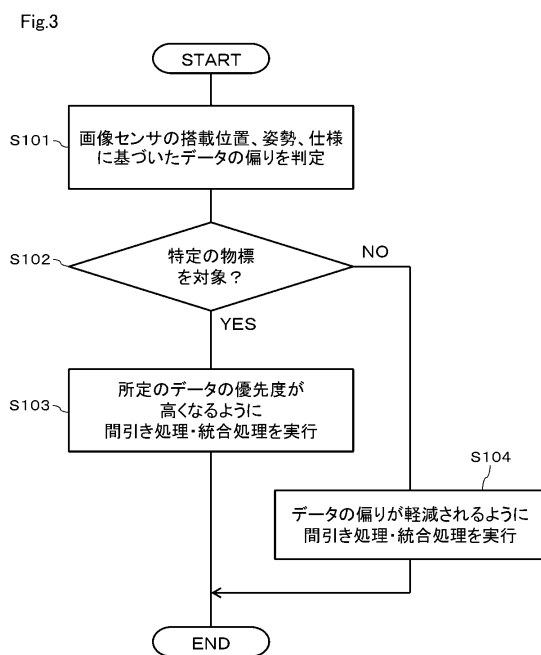 Fig.3
START
S101
画像センサの搭載位置、姿勢、仕様
に基づいたデータの偏りを判定
S102
特定の物標
を対象？
NO
YES
S103
所定のデータの優先度が
高くなるように
間引き処理・統合処理を実行
S104
データの偏りが軽減されるように
間引き処理・統合処理を実行
END